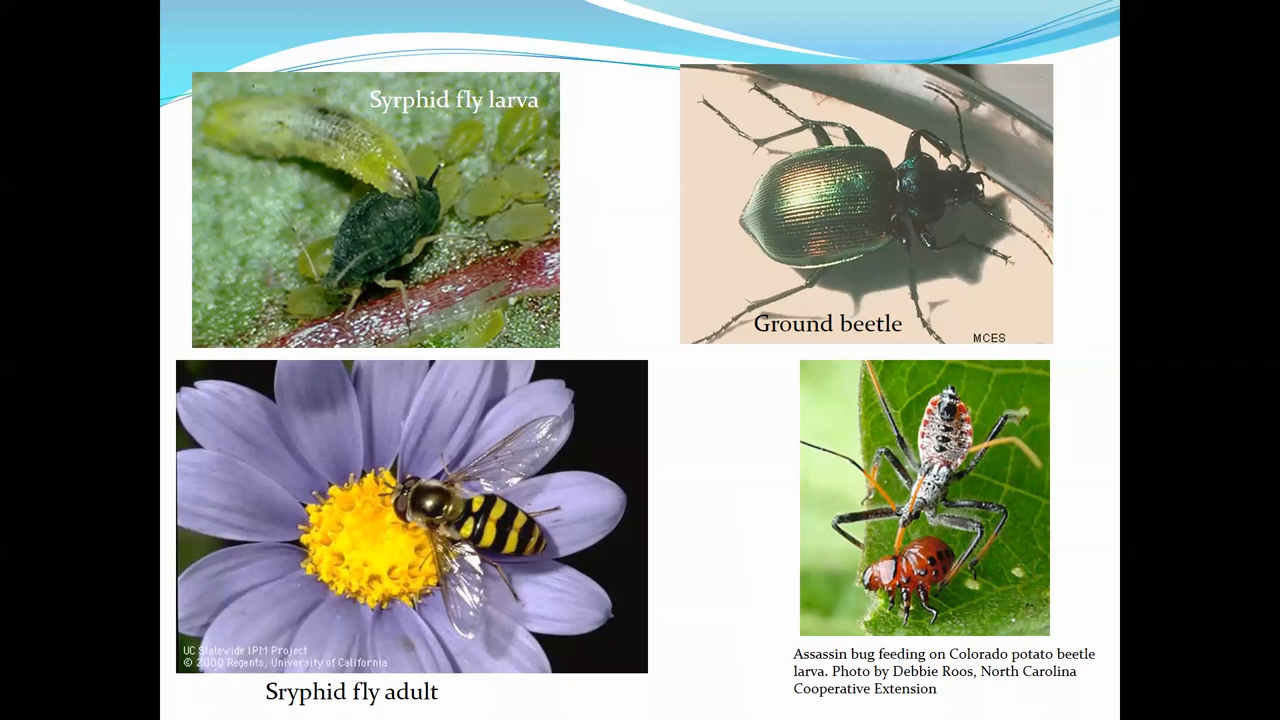 Syrphid fly larva
Ground beetle
MCES
UC Statewide IPM Project
© 2000 Regents, University of California
Sryphid fly adult
Assassin bug feeding on Colorado potato beetle
larva. Photo by Debbie Roos, North Carolina
Cooperative Extension